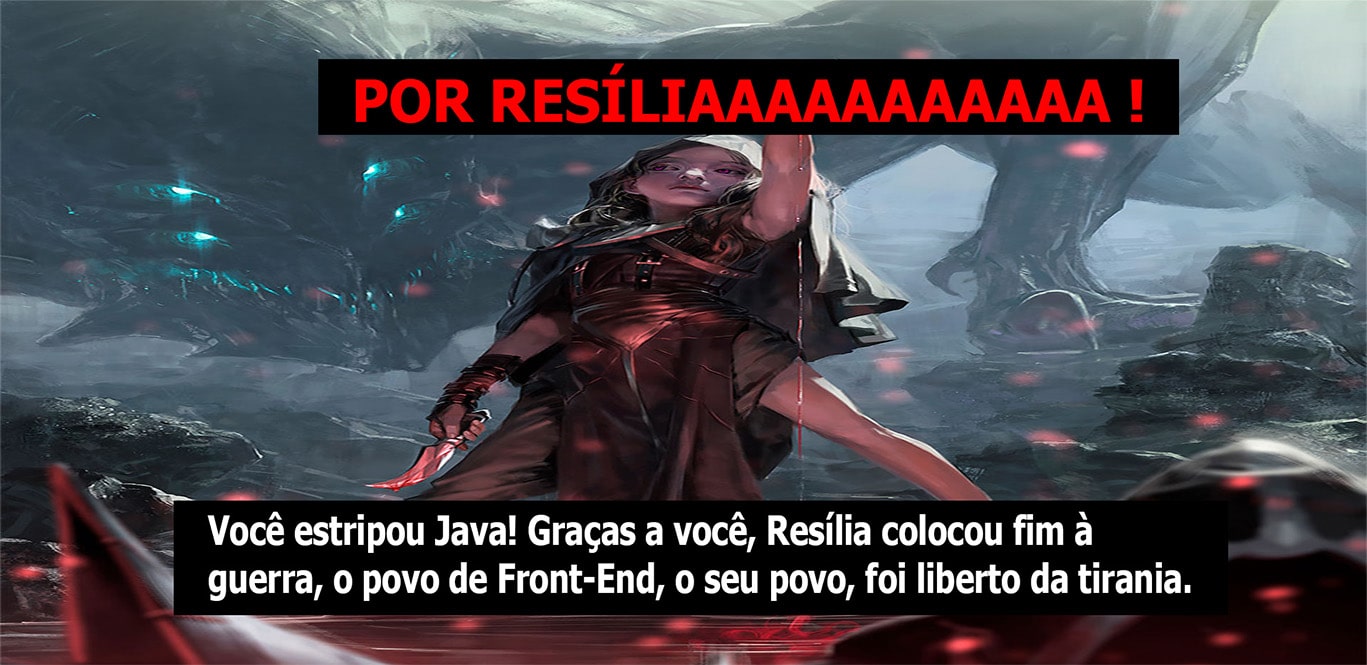 POR RESÍLIAAAAAAAAAAAA !
Você estripou Java! Graças a você, Resília colocou fim à
guerra, o povo de Front-End, o seu povo, foi liberto da tirania.